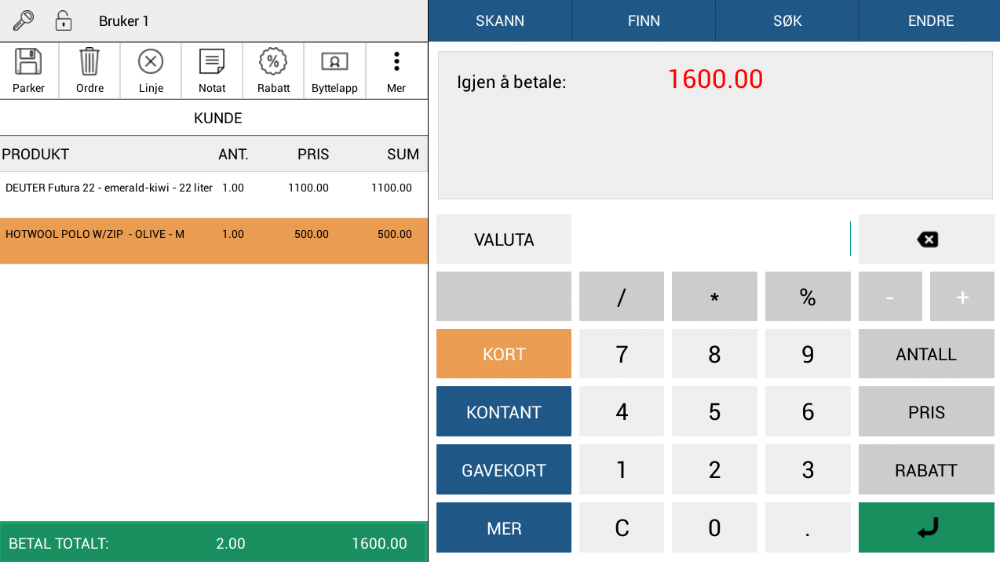 Bruker 1
SKANN FINN SØK ENDRE
Parker Ordre Linje Notat Rabatt Byttelapp Mer
KUNDE
PRODUKT ANT. PRIS SUM
DEUTER Futura 22 - emerald-kiwi - 22 liter 1.00 1100.00 1100.00
HOTWOOL POLO W/ZIP - OLIVE - M 1.00 500.00 500.00
BETAL TOTALT: 2.00 1600.00
Igjen å betale: 1600.00
VALUTA
/ * % - +
KORT 7 8 9 ANTALL
KONTANT 4 5 6 PRIS
GAVEKORT 1 2 3 RABATT
MER C 0 .